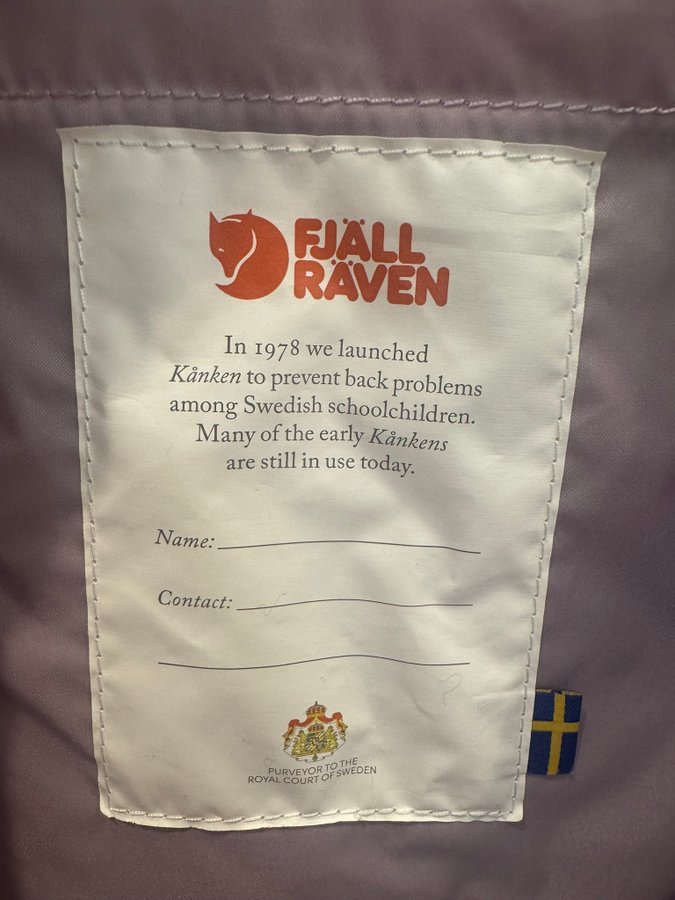 FJÄLL
RÄVEN
In 1978 we launched
Kånken to prevent back problems
among Swedish schoolchildren.
Many of the early Kånkens
are still in use today.
Name:
Contact:
PURVEYOR TO THE
ROYAL COURT OF SWEDEN